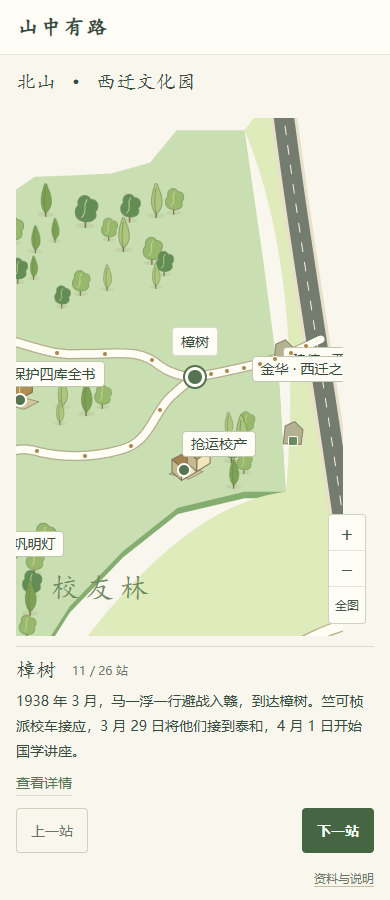 山中有路
北山 • 西迁文化园
樟树
金华 · 西迁之
保护四库全书
抢运校产
矾明灯
校友林
+
−
全图
樟树 11 / 26 站
1938 年 3 月，马一浮一行避战入赣，到达樟树。竺可桢
派校车接应，3 月 29 日将他们接到泰和，4 月 1 日开始
国学讲座。
查看详情
上一站
下一站
资料与说明